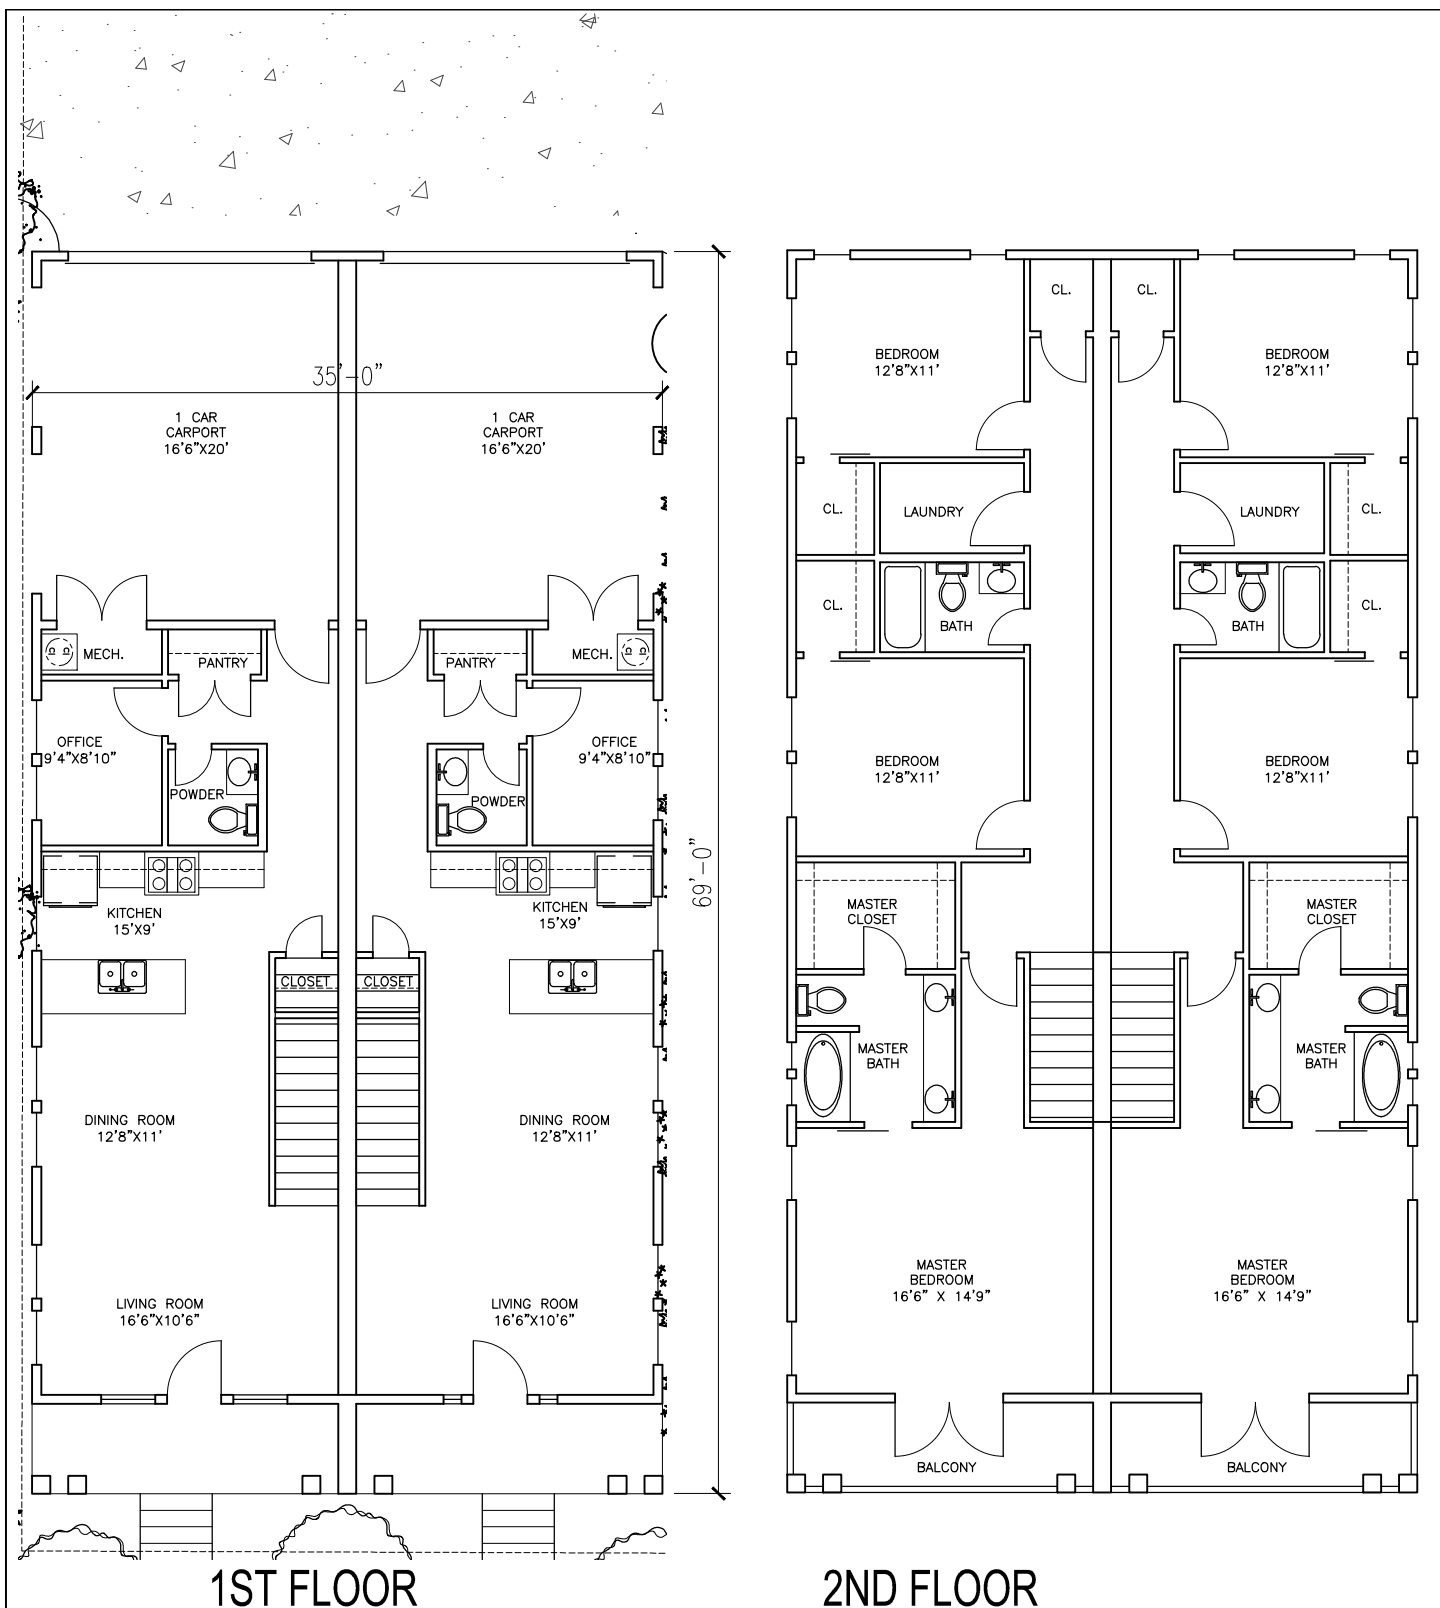 35'-0"
1 CAR
CARPORT
16'6"X20'
1 CAR
CARPORT
16'6"X20'
MECH.
PANTRY
PANTRY
MECH.
OFFICE
9'4"X8'10"
OFFICE
9'4"X8'10"
POWDER
POWDER
KITCHEN
15'X9'
KITCHEN
15'X9'
69'-0"
CLOSET
CLOSET
DINING ROOM
12'8"X11'
DINING ROOM
12'8"X11'
LIVING ROOM
16'6"X10'6"
LIVING ROOM
16'6"X10'6"
1ST FLOOR
CL.
CL.
BEDROOM
12'8"X11'
BEDROOM
12'8"X11'
CL.
LAUNDRY
LAUNDRY
CL.
CL.
BATH
BATH
CL.
BEDROOM
12'8"X11'
BEDROOM
12'8"X11'
MASTER
CLOSET
MASTER
CLOSET
MASTER
BATH
MASTER
BATH
MASTER
BEDROOM
16'6" X 14'9"
MASTER
BEDROOM
16'6" X 14'9"
BALCONY
BALCONY
2ND FLOOR